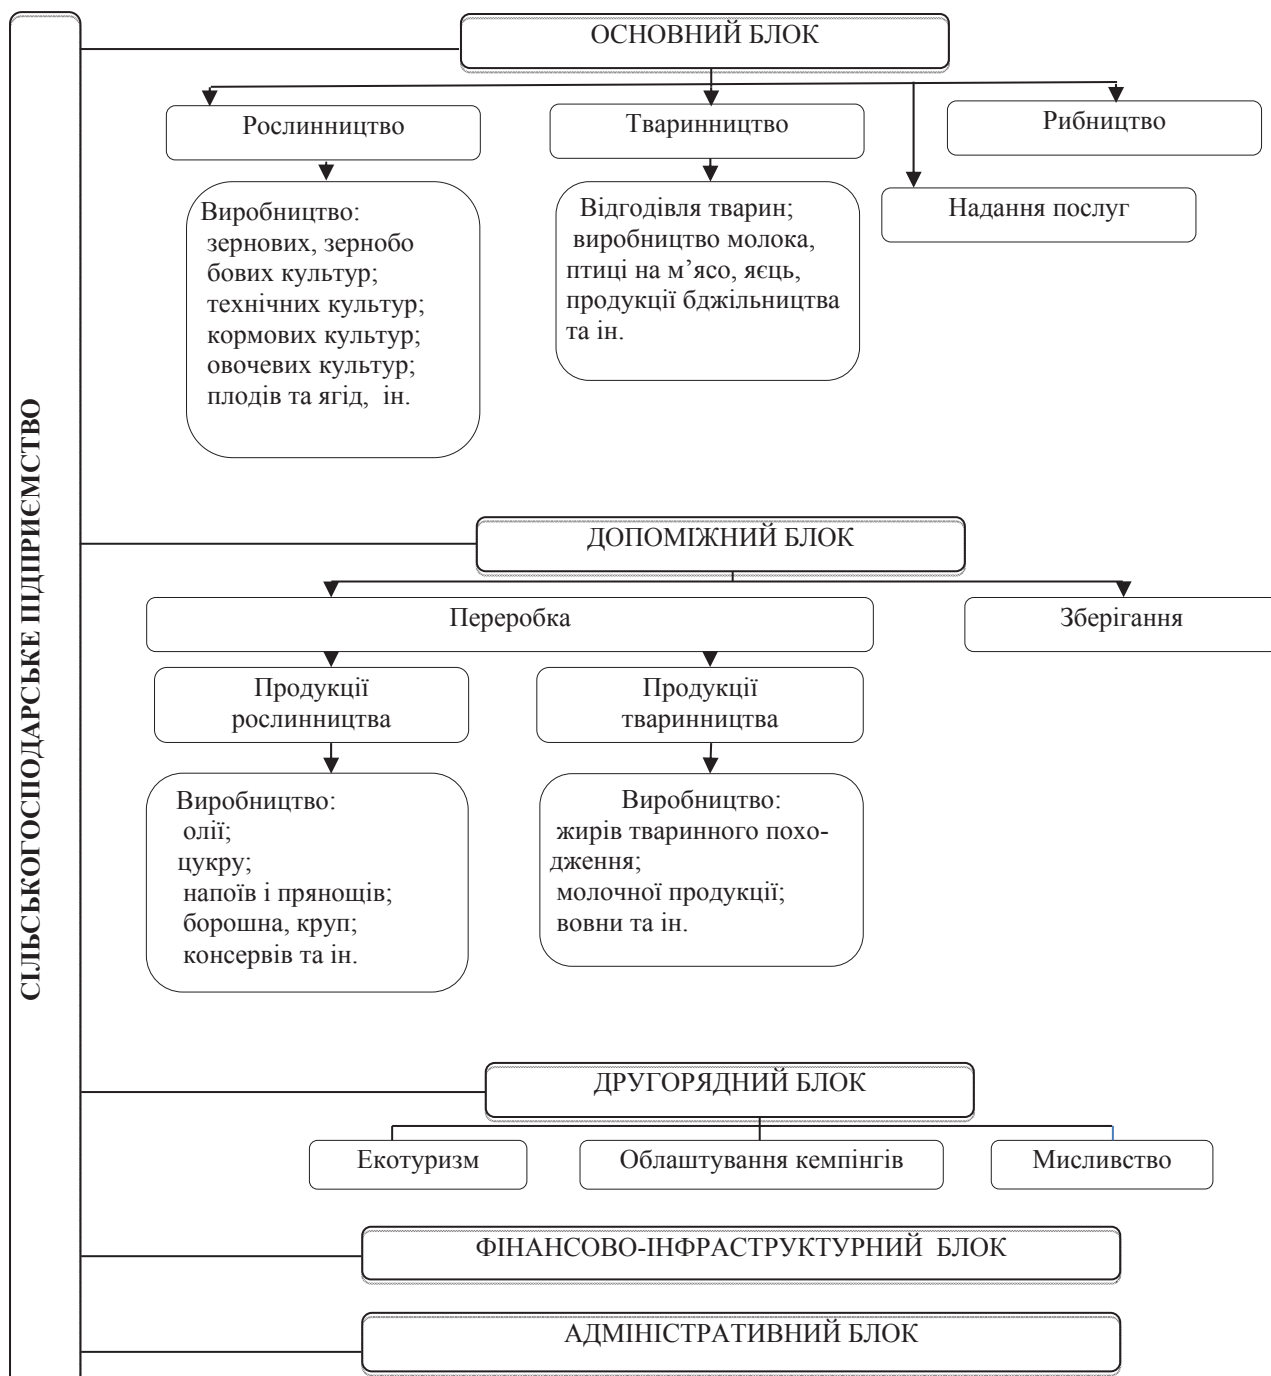 СІЛЬСЬКОГОСПОДАРСЬКЕ ПІДПРИЄМСТВО
ОСНОВНИЙ БЛОК
Рослинництво
Тваринництво
Рибництво
Надання послуг
Виробництво:
зернових, зернобо
бових культур;
технічних культур;
кормових культур;
овочевих культур;
плодів та ягід, ін.
Відгодівля тварин;
виробництво молока,
птиці на м’ясо, яєць,
продукції бджільництва
та ін.
ДОПОМІЖНИЙ БЛОК
Переробка
Зберігання
Продукції
рослинництва
Продукції
тваринництва
Виробництво:
олії;
цукру;
напоїв і прянощів;
борошна, круп;
консервів та ін.
Виробництво:
жирів тваринного похо-
дження;
молочної продукції;
вовни та ін.
ДРУГОРЯДНИЙ БЛОК
Екотуризм
Облаштування кемпінгів
Мисливство
ФІНАНСОВО-ІНФРАСТРУКТУРНИЙ БЛОК
АДМІНІСТРАТИВНИЙ БЛОК